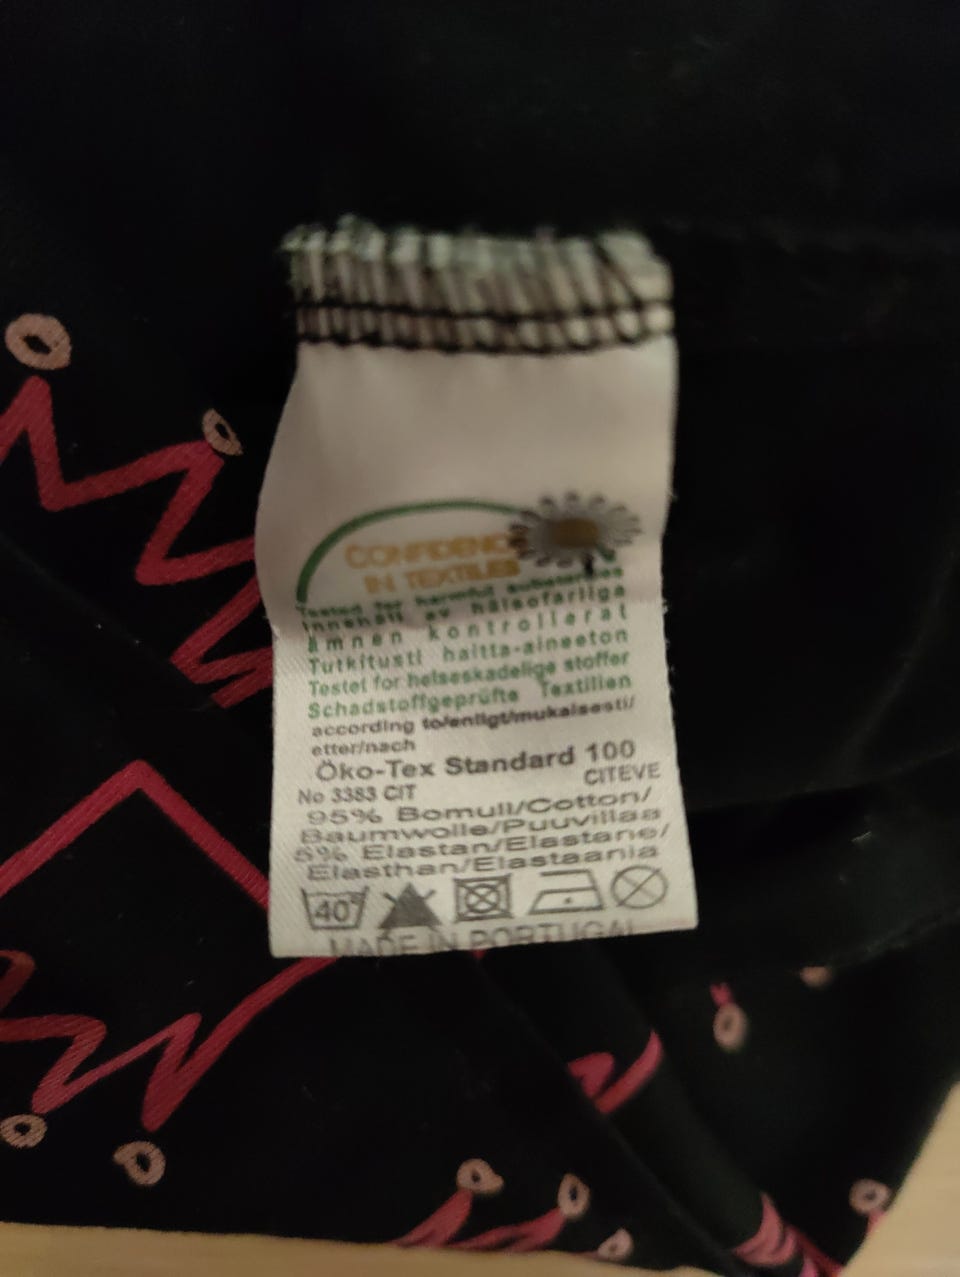 CONFIDENCE
IN TEXTILES
Tested for harmful substances
Innehåll av hälsofarliga
ämnen kontrollerat
Tutkitusti haitta-aineeton
Testet for helseskadelige stoffer
Schadstoffgeprüfte Textilien
according to/enligt/mukaisesti/
etter/nach
Öko-Tex Standard 100
No 3383 CIT CITEVE
95% Bomull/Cotton/
Baumwolle/Puuvillaa
5% Elastan/Elastane/
Elasthan/Elastaania
40°
MADE IN PORTUGAL